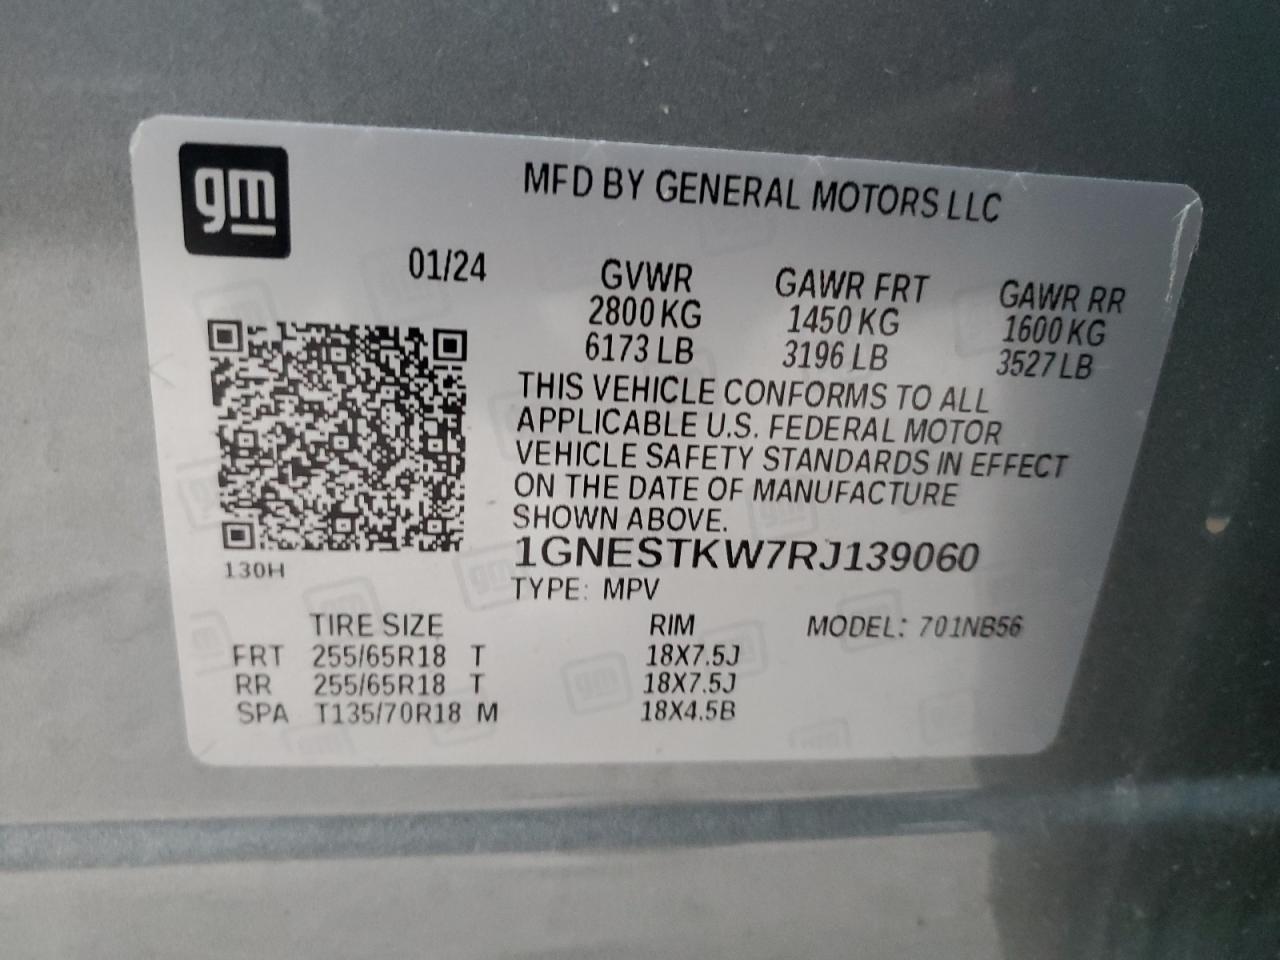 gm
MFD BY GENERAL MOTORS LLC
01/24
GVWR GAWR FRT GAWR RR
2800 KG 1450 KG 1600 KG
6173 LB 3196 LB 3527 LB
THIS VEHICLE CONFORMS TO ALL
APPLICABLE U.S. FEDERAL MOTOR
VEHICLE SAFETY STANDARDS IN EFFECT
ON THE DATE OF MANUFACTURE
SHOWN ABOVE.
1GNESTKW7RJ139060
130H
TYPE: MPV
TIRE SIZE RIM MODEL: 701NB56
FRT 255/65R18 T 18X7.5J
RR 255/65R18 T 18X7.5J
SPA T135/70R18 M 18X4.5B